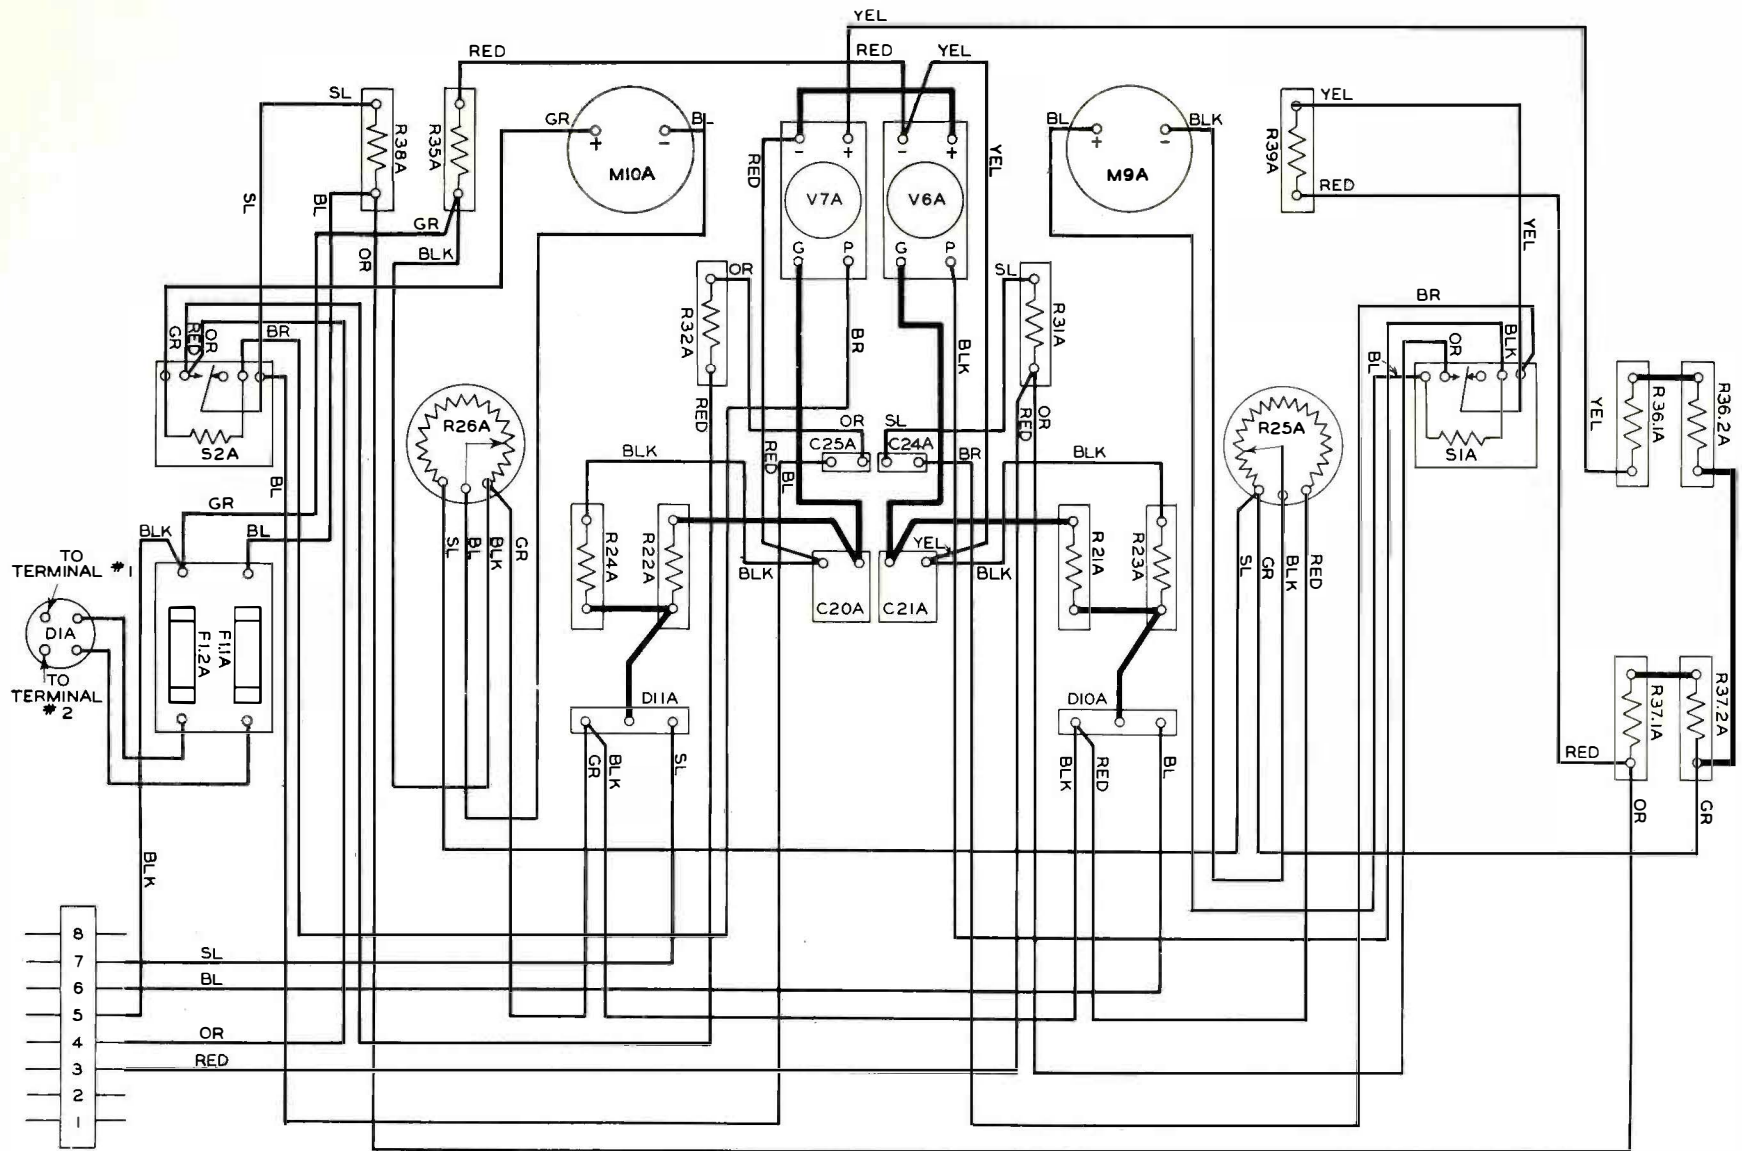 YEL
RED
RED
YEL
SL
R38A
R35A
GR
+
-
BL
M10A
-
+
-
+
RED
V7A
V6A
YEL
G
P
G
P
BL
BLK
+
-
M9A
R39A
YEL
RED
YEL
SL
BL
OR
GR
BLK
OR
R32A
SL
R31A
BR
BLK
BR
GR
RED
OR
BR
S2A
BL
OR
BLK
BL
S1A
R26A
R25A
RED
RED
OR
OR
SL
C25A
C24A
RED
BL
BR
BLK
BLK
YEL
R36.1A
R36.2A
GR
BLK
BL
SL
BL
BLK
GR
R24A
R22A
BLK
YEL
BLK
R21A
R23A
SL
GR
BLK
RED
TO
TERMINAL #1
D1A
TO
TERMINAL
#2
F1.2A
F1.1A
C20A
C21A
R37.1A
R37.2A
D11A
D10A
GR
BLK
SL
BLK
RED
BL
RED
OR
GR
BLK
8
7
SL
6
BL
5
4
OR
3
RED
2
1